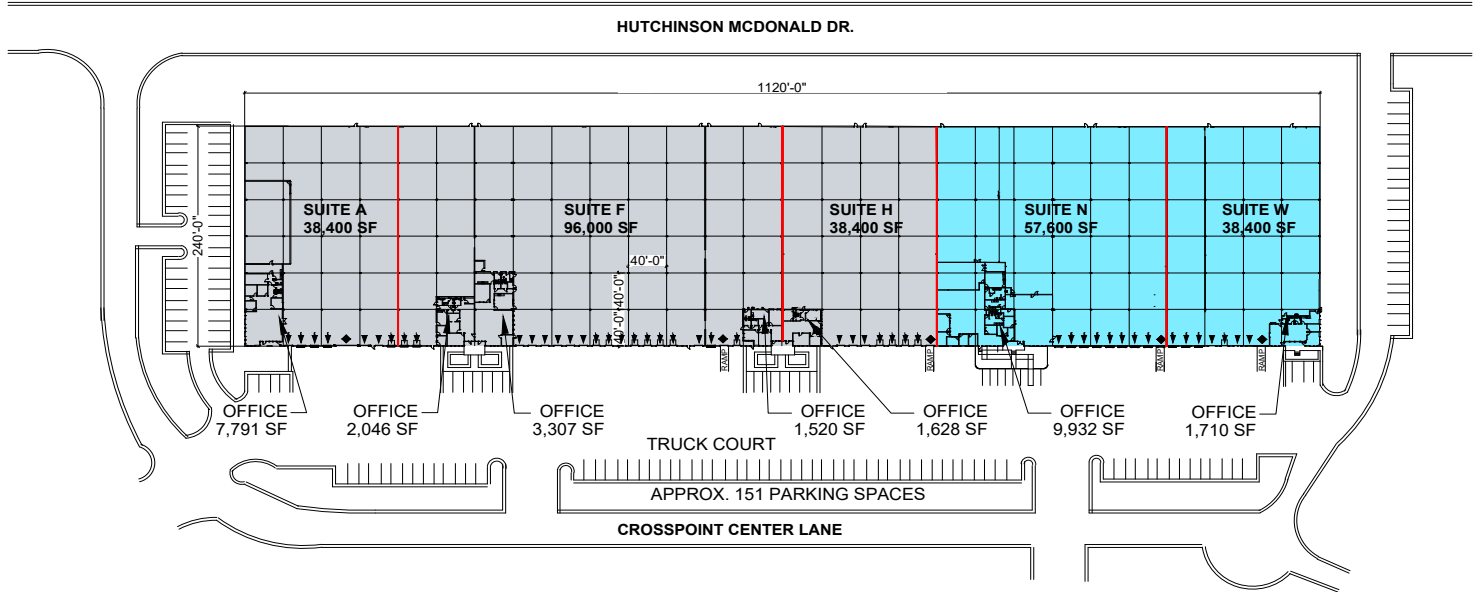 HUTCHINSON MCDONALD DR.
1120'-0"
240'-0"
SUITE A
38,400 SF
SUITE F
96,000 SF
SUITE H
38,400 SF
SUITE N
57,600 SF
SUITE W
38,400 SF
40'-0"
40'-0"
40'-0"
RAMP
RAMP
RAMP
RAMP
OFFICE
7,791 SF
OFFICE
2,046 SF
OFFICE
3,307 SF
OFFICE
1,520 SF
OFFICE
1,628 SF
OFFICE
9,932 SF
OFFICE
1,710 SF
TRUCK COURT
APPROX. 151 PARKING SPACES
CROSSPOINT CENTER LANE